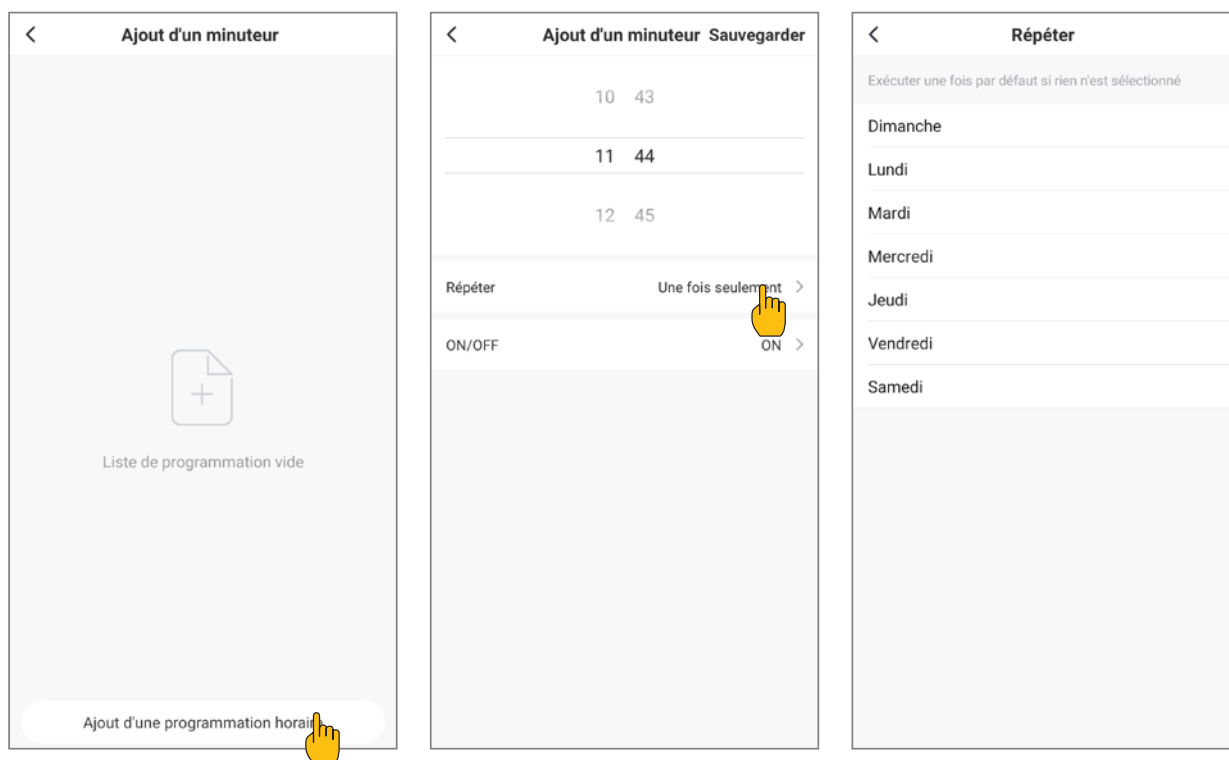 Ajout d'un minuteur
Liste de programmation vide
Ajout d'une programmation horaire
Ajout d'un minuteur Sauvegarder
10 43
11 44
12 45
Répéter Une fois seulement
ON/OFF ON
Répéter
Exécuter une fois par défaut si rien n'est sélectionné
Dimanche
Lundi
Mardi
Mercredi
Jeudi
Vendredi
Samedi